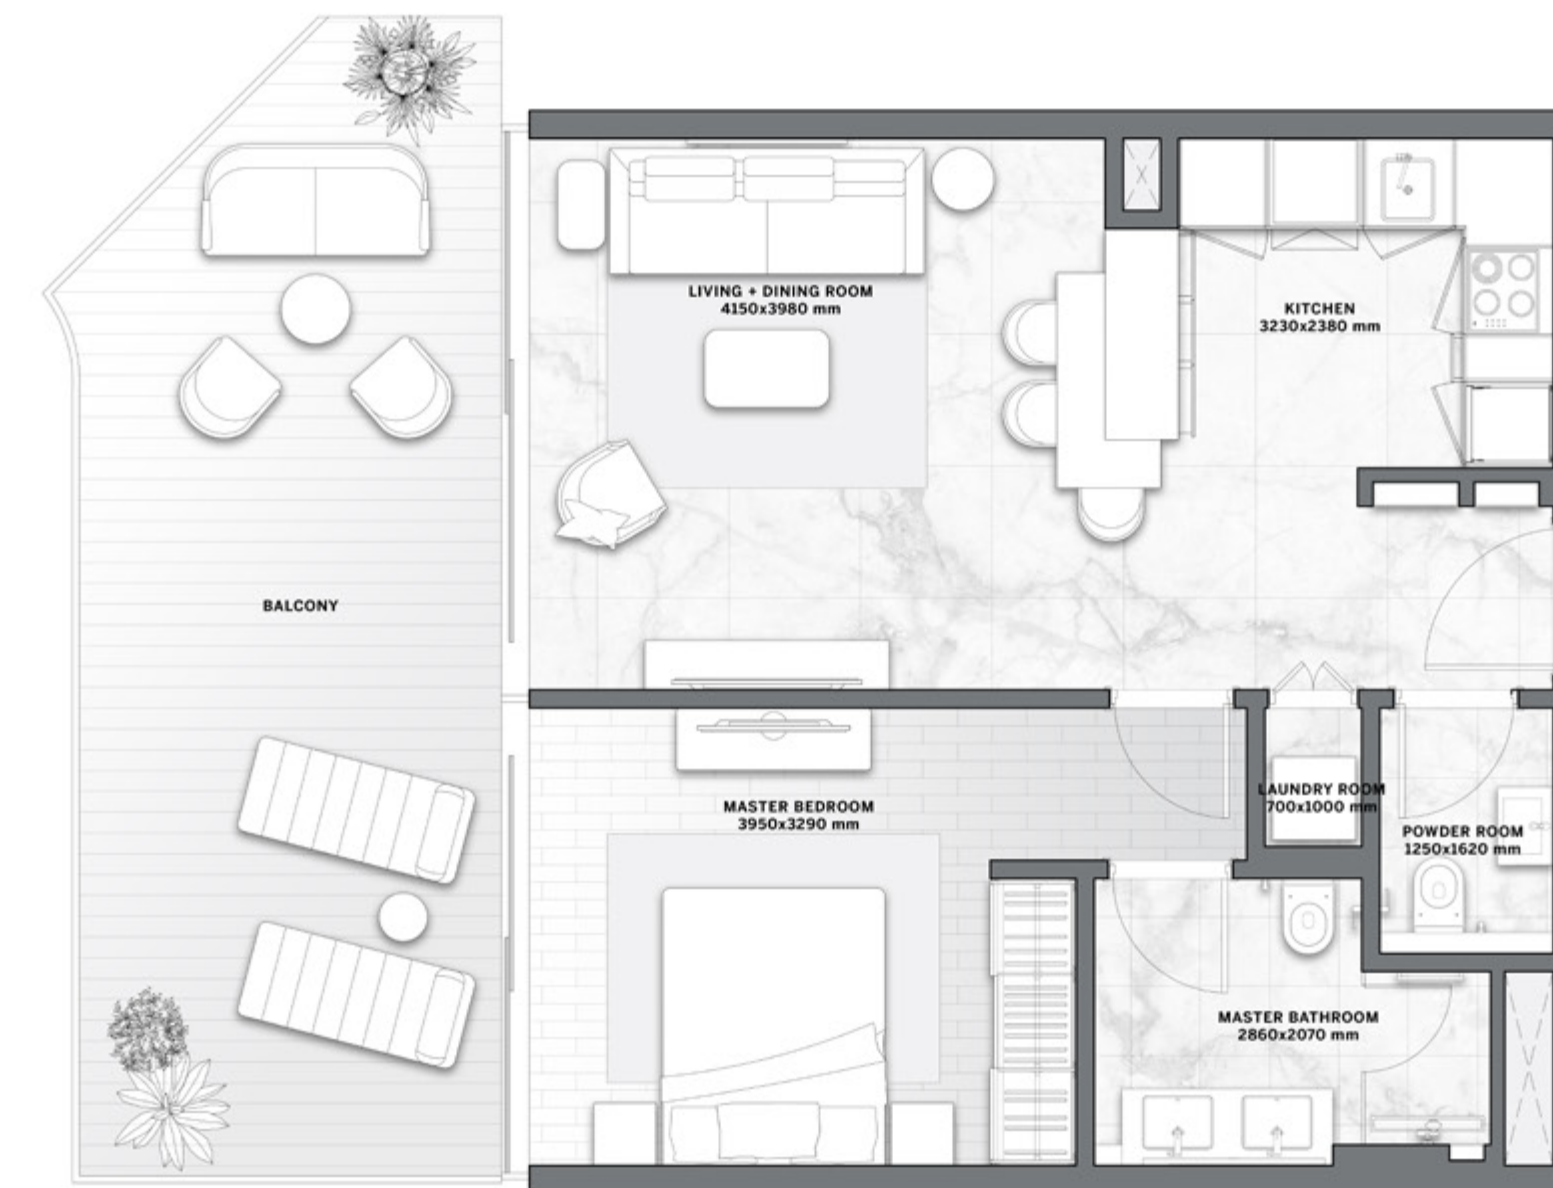 LIVING + DINING ROOM
4150x3980 mm
KITCHEN
3230x2380 mm
BALCONY
MASTER BEDROOM
3950x3290 mm
LAUNDRY ROOM
700x1000 mm
POWDER ROOM
1250x1620 mm
MASTER BATHROOM
2860x2070 mm